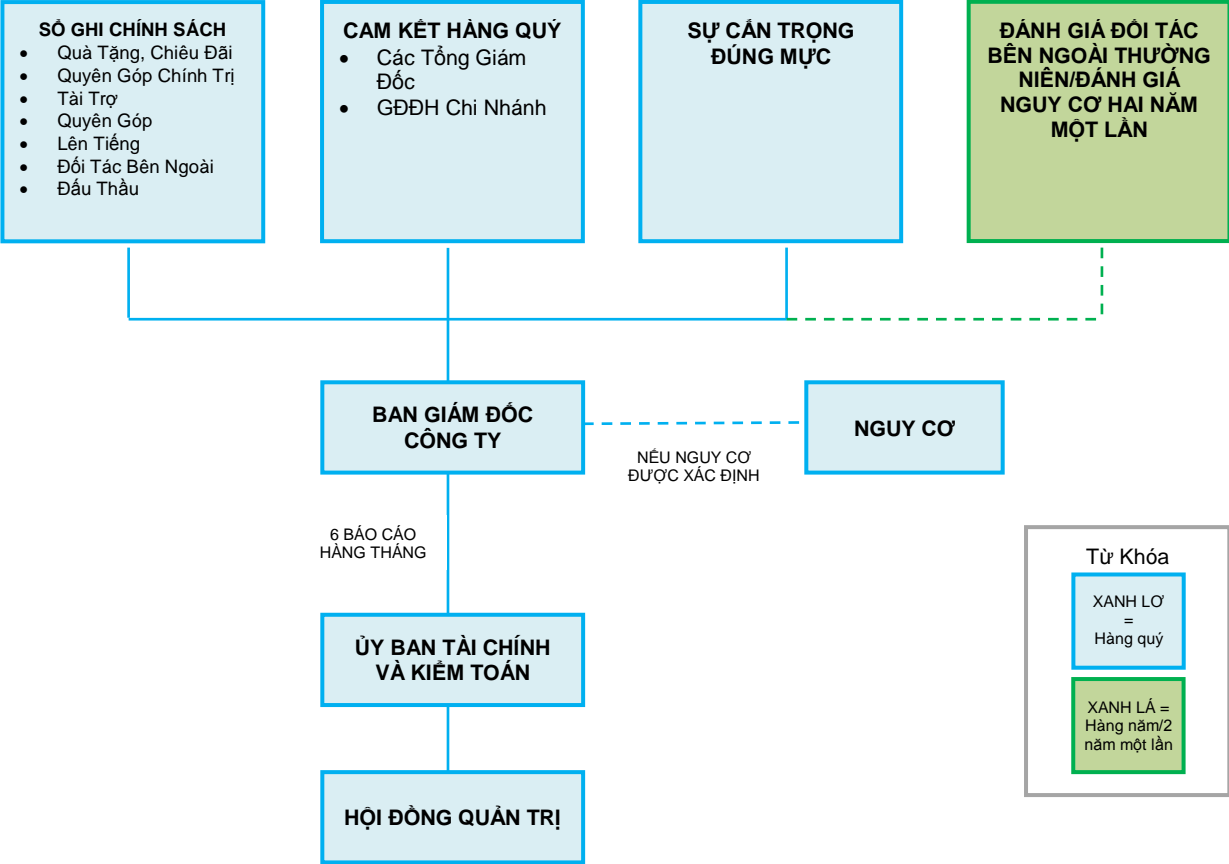 SỔ GHI CHÍNH SÁCH
• Quà Tặng, Chiêu Đãi
• Quyên Góp Chính Trị
• Tài Trợ
• Quyên Góp
• Lên Tiếng
• Đối Tác Bên Ngoài
• Đấu Thầu
CAM KẾT HÀNG QUÝ
• Các Tổng Giám
Đốc
• GĐĐH Chi Nhánh
SỰ CẨN TRỌNG
ĐÚNG MỰC
ĐÁNH GIÁ ĐỐI TÁC
BÊN NGOÀI THƯỜNG
NIÊN/ĐÁNH GIÁ
NGUY CƠ HAI NĂM
MỘT LẦN
BAN GIÁM ĐỐC
CÔNG TY
NGUY CƠ
NẾU NGUY CƠ
ĐƯỢC XÁC ĐỊNH
6 BÁO CÁO
HÀNG THÁNG
ỦY BAN TÀI CHÍNH
VÀ KIỂM TOÁN
HỘI ĐỒNG QUẢN TRỊ
Từ Khóa
XANH LƠ
=
Hàng quý
XANH LÁ =
Hàng năm/2
năm một lần